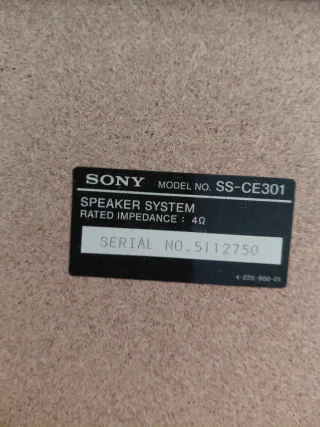 SONY MODEL NO. SS-CE301
SPEAKER SYSTEM
RATED IMPEDANCE : 4Ω
SERIAL NO.5112750
4-235-900-01